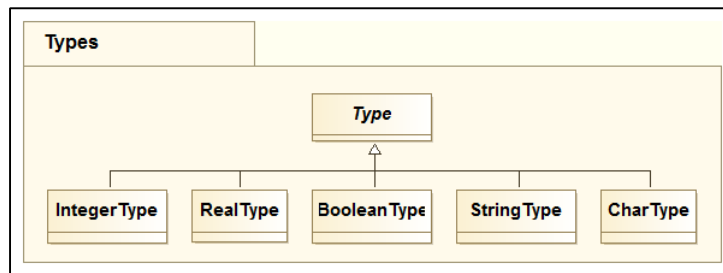 Types
Type
IntegerType
RealType
BooleanType
StringType
CharType